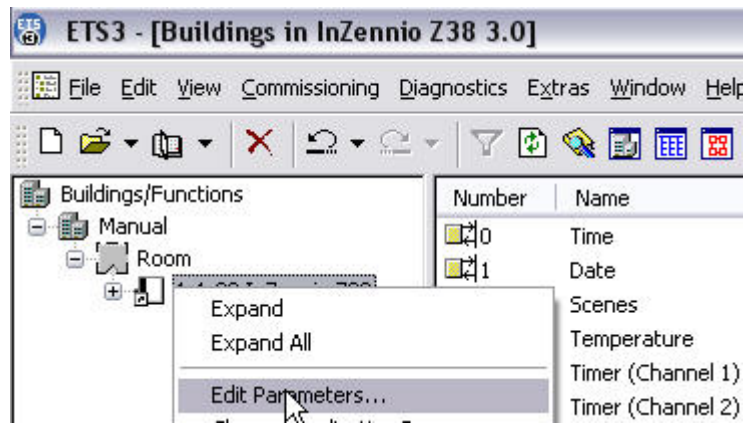 ETS3 - [Buildings in InZennio Z38 3.0]
File Edit View Commissioning Diagnostics Extras Window Help
Buildings/Functions
Number Name
Manual
0 Time
Room
1 Date
Expand
Scenes
Expand All
Temperature
Timer (Channel 1)
Edit Parameters...
Timer (Channel 2)